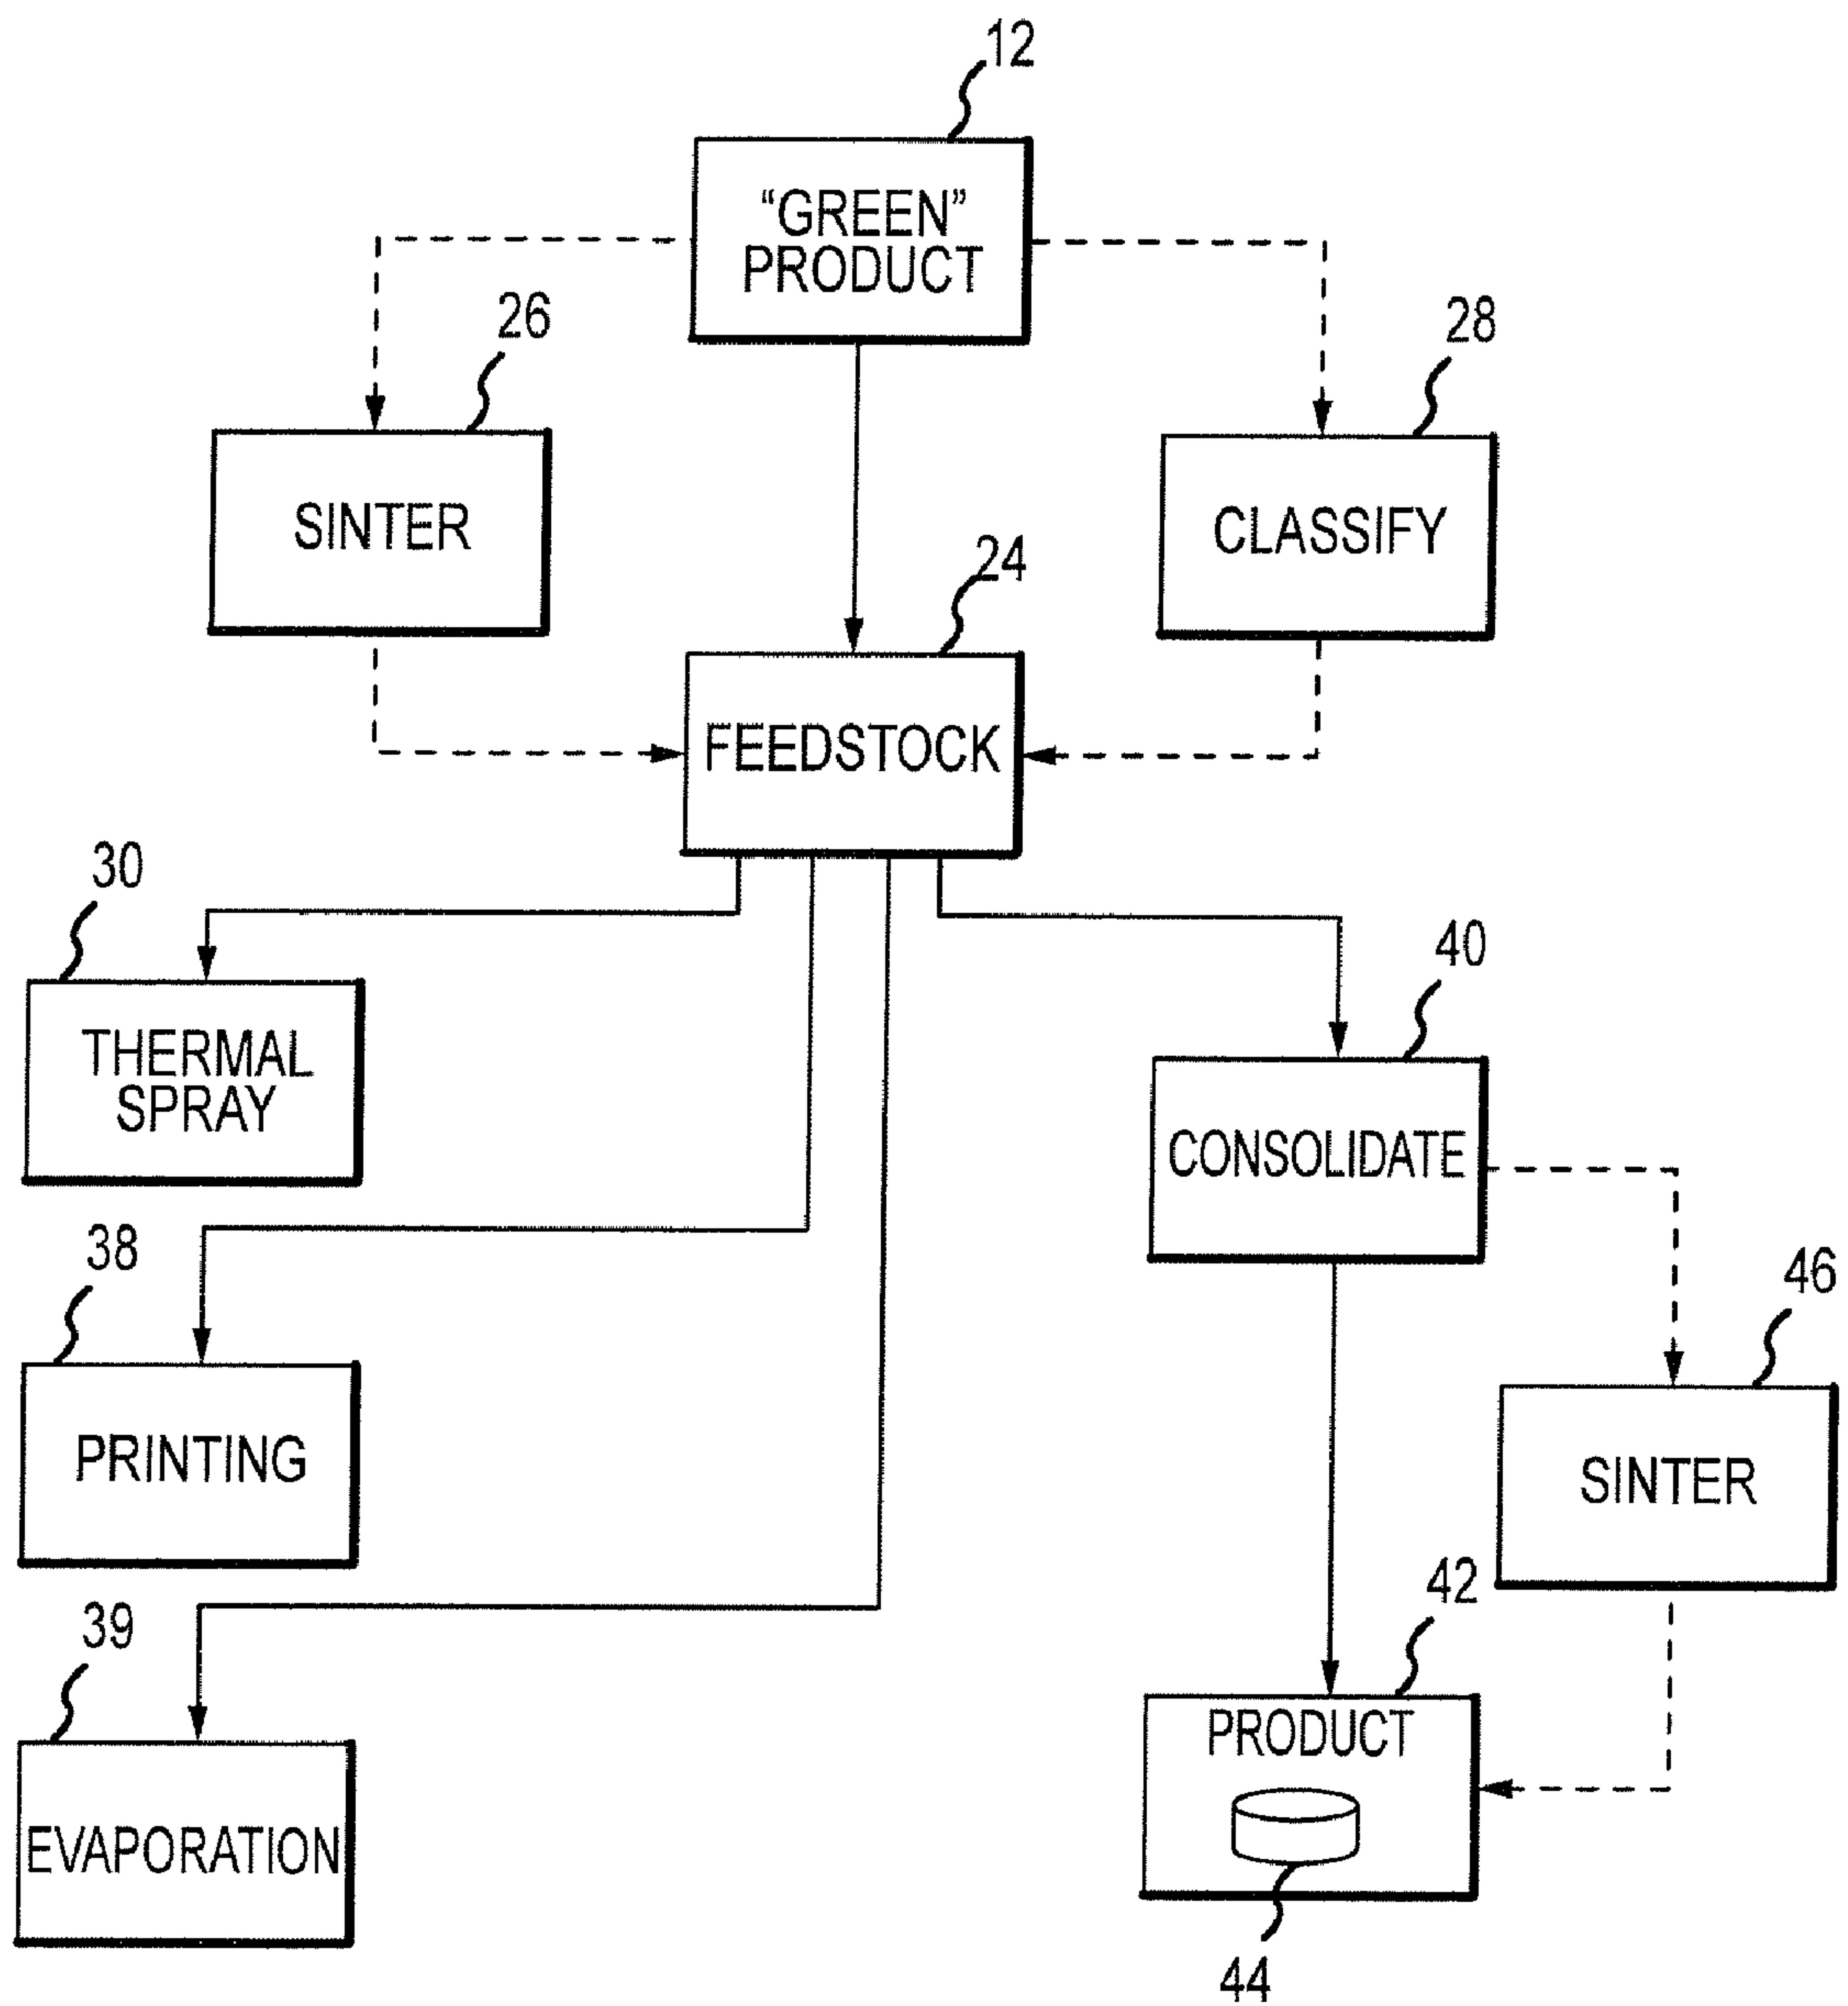 12
“GREEN”
PRODUCT
26
28
SINTER
CLASSIFY
24
FEEDSTOCK
30
40
THERMAL
SPRAY
CONSOLIDATE
38
46
PRINTING
SINTER
42
39
PRODUCT
EVAPORATION
44